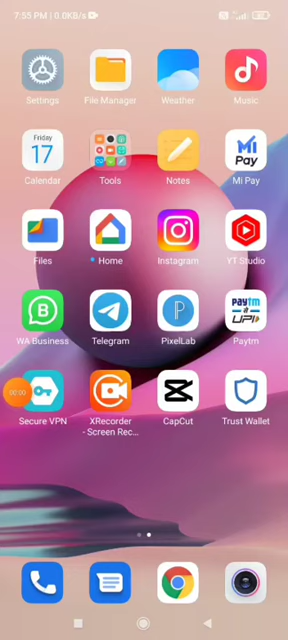 7:55 PM | 0.0KB/s
Settings
File Manager
Weather
Music
Friday
17
Calendar
Tools
Notes
Mi
Pay
Mi Pay
Files
Home
Instagram
YT Studio
B
WA Business
Telegram
P
PixelLab
Paytm
UPI
Paytm
00:00
Secure VPN
XRecorder
- Screen Rec...
CapCut
Trust Wallet